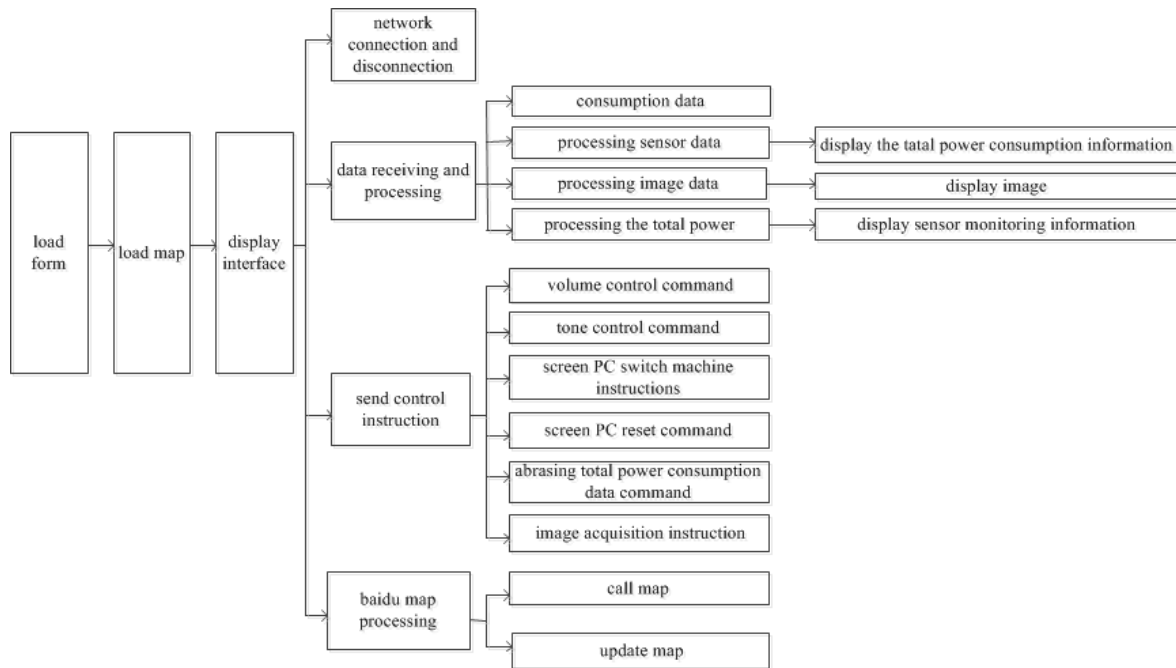 load
form
load map
display
interface
network
connection and
disconnection
data receiving and
processing
consumption data
processing sensor data
display the tatal power consumption information
processing image data
display image
processing the total power
display sensor monitoring information
send control
instruction
volume control command
tone control command
screen PC switch machine
instructions
screen PC reset command
abrasing total power consumption
data command
image acquisition instruction
baidu map
processing
call map
update map